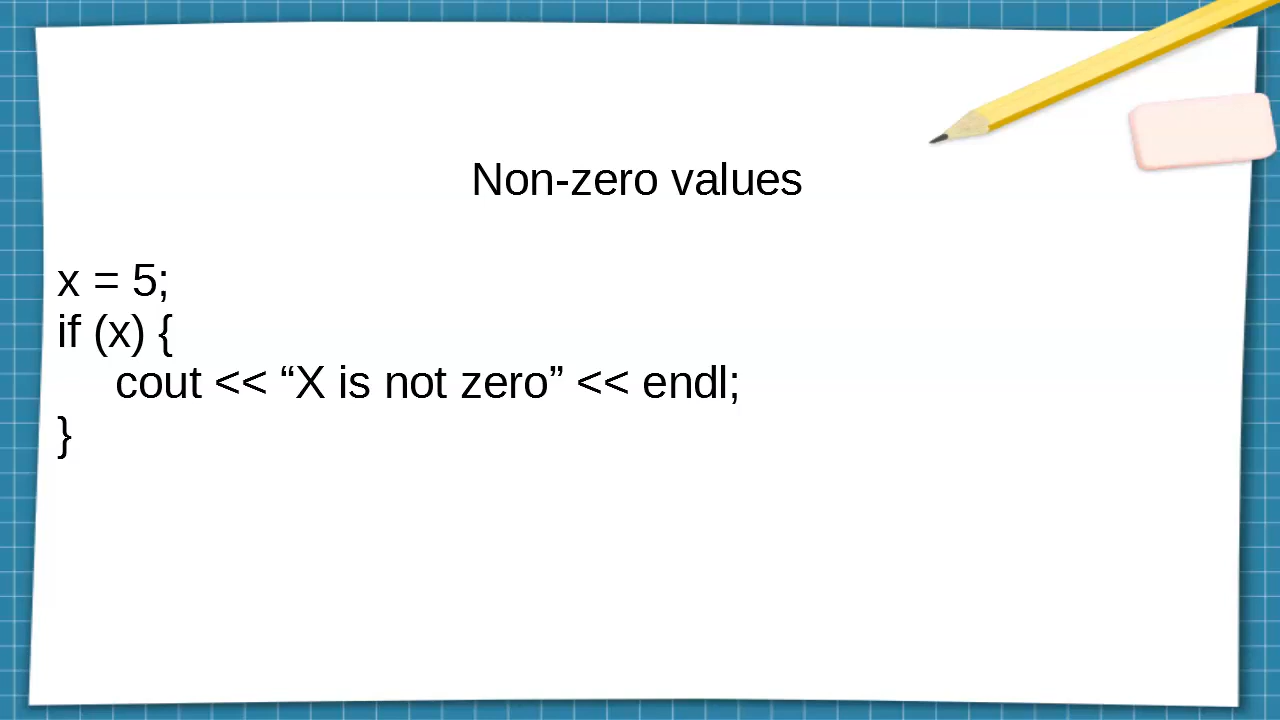 Non-zero values
x = 5;
if (x) {
cout << “X is not zero” << endl;
}